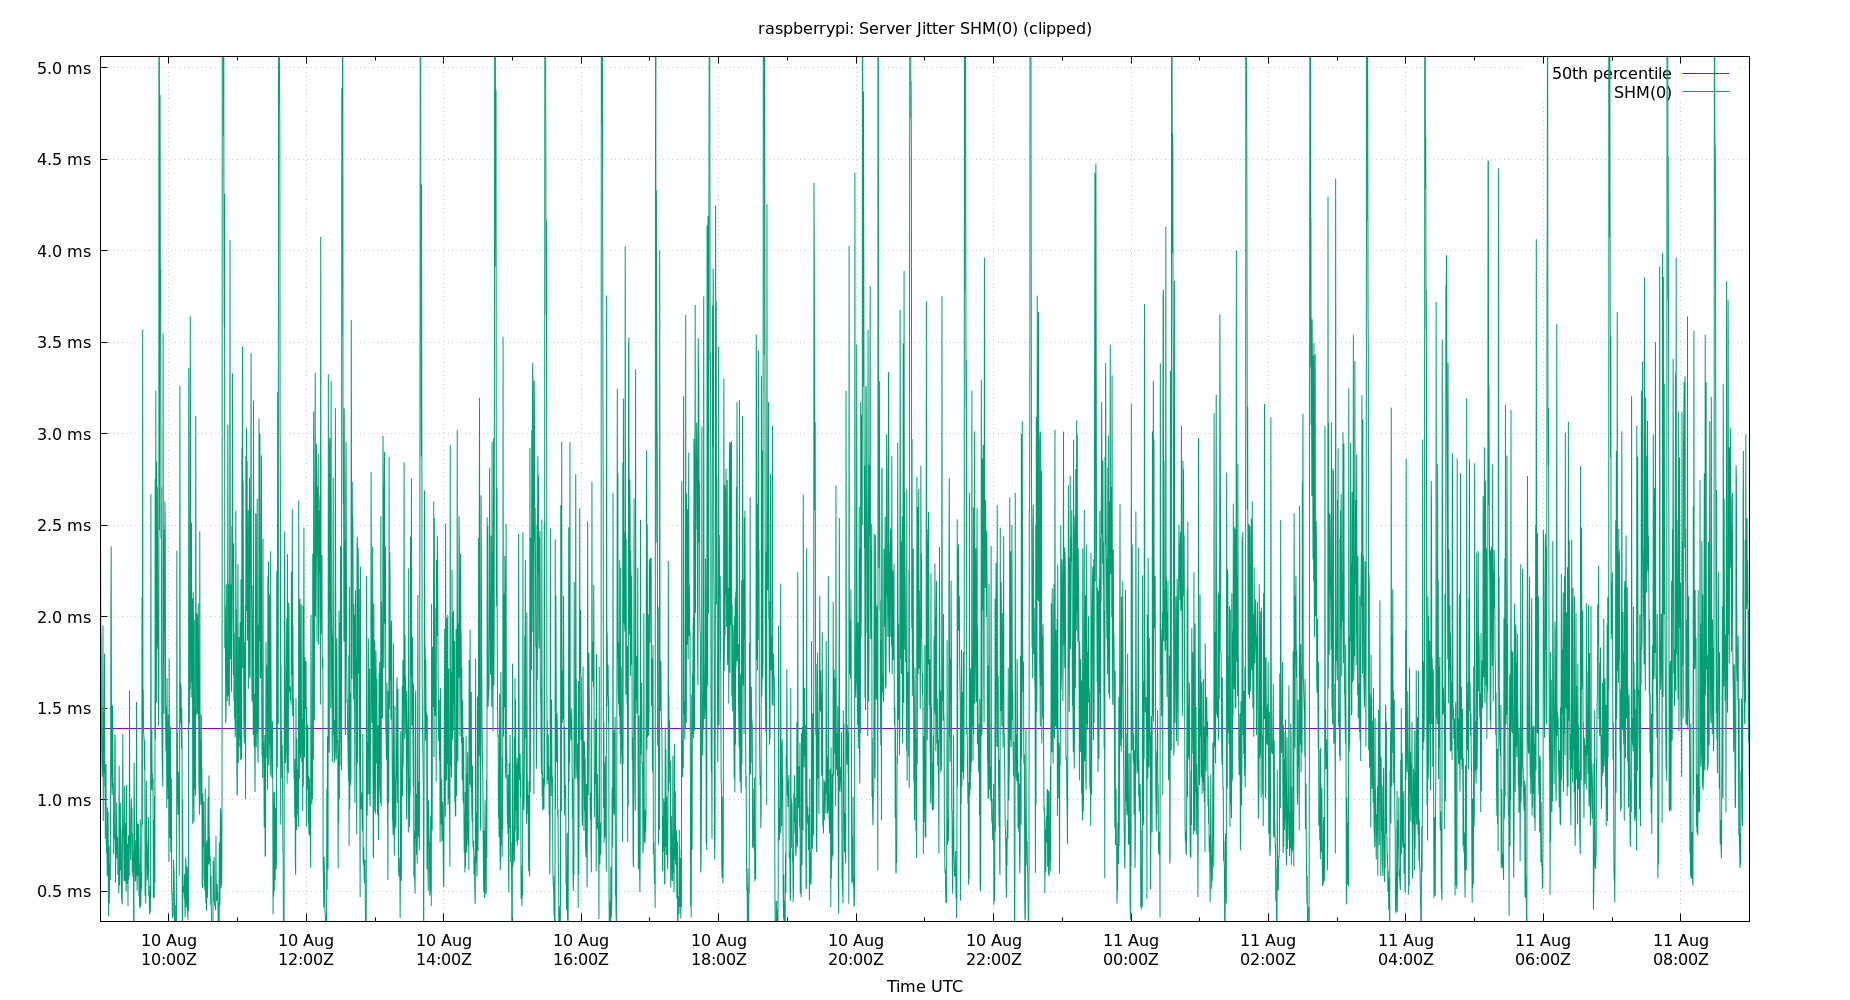 raspberrypi: Server Jitter SHM(0) (clipped)
5.0 ms
50th percentile
SHM(0)
4.5 ms
4.0 ms
3.5 ms
3.0 ms
2.5 ms
2.0 ms
1.5 ms
1.0 ms
0.5 ms
10 Aug 10 Aug 10 Aug 10 Aug 10 Aug 10 Aug 10 Aug 11 Aug 11 Aug 11 Aug 11 Aug 11 Aug
10:00Z 12:00Z 14:00Z 16:00Z 18:00Z 20:00Z 22:00Z 00:00Z 02:00Z 04:00Z 06:00Z 08:00Z
Time UTC